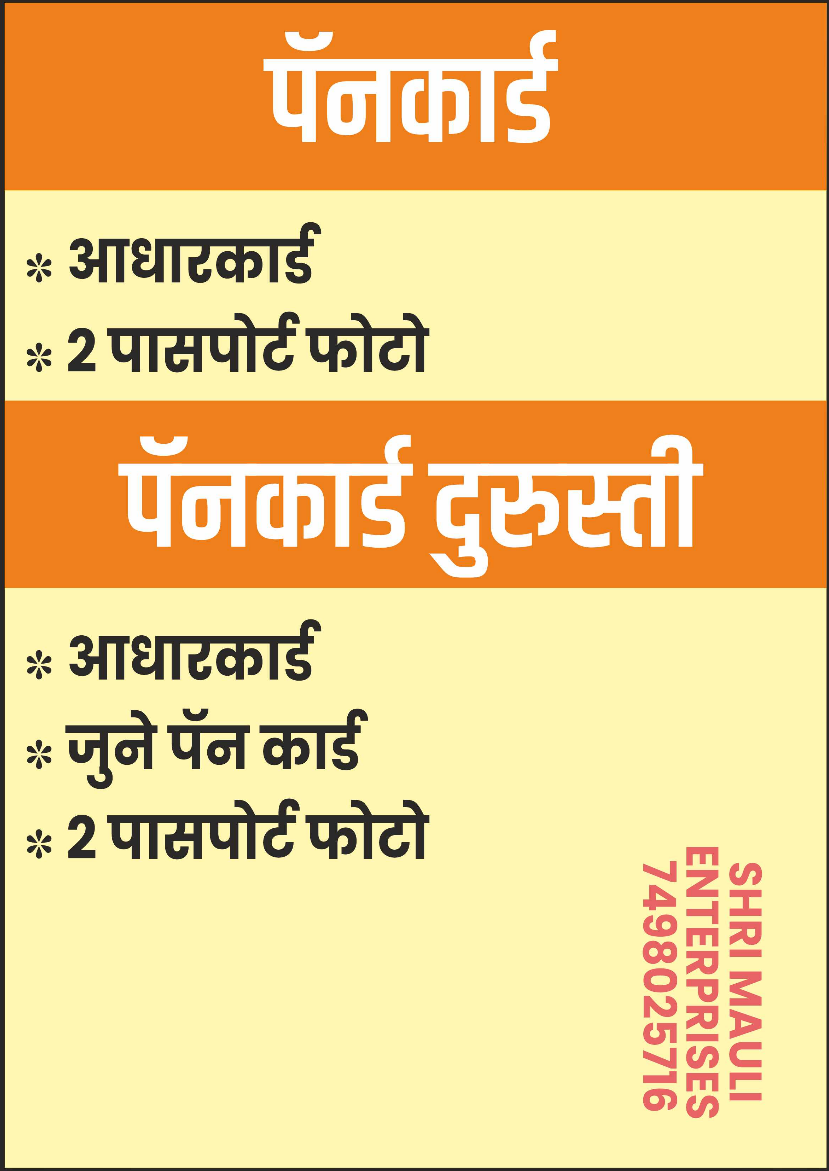 पॅनकार्ड
* आधारकार्ड
* 2 पासपोर्ट फोटो
पॅनकार्ड दुरुस्ती
* आधारकार्ड
* जुने पॅन कार्ड
* 2 पासपोर्ट फोटो
SHRI MAULI
ENTERPRISES
7498025716